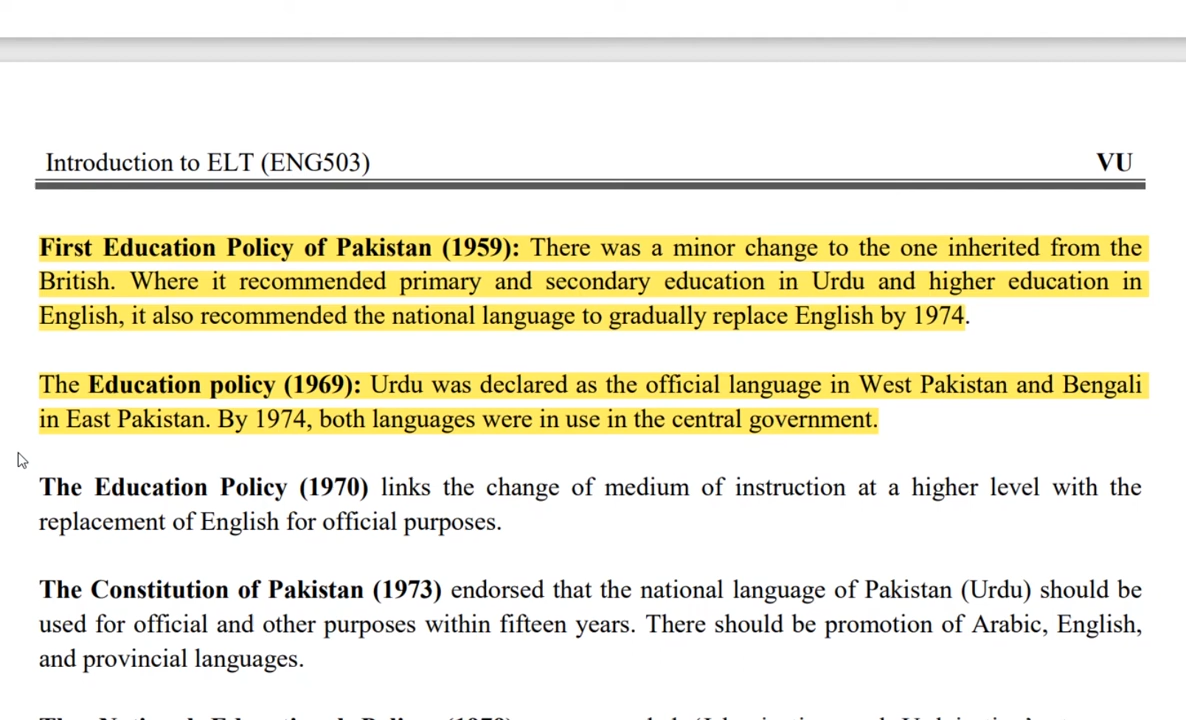 Introduction to ELT (ENG503) VU
First Education Policy of Pakistan (1959): There was a minor change to the one inherited from the
British. Where it recommended primary and secondary education in Urdu and higher education in
English, it also recommended the national language to gradually replace English by 1974.
The Education policy (1969): Urdu was declared as the official language in West Pakistan and Bengali
in East Pakistan. By 1974, both languages were in use in the central government.
The Education Policy (1970) links the change of medium of instruction at a higher level with the
replacement of English for official purposes.
The Constitution of Pakistan (1973) endorsed that the national language of Pakistan (Urdu) should be
used for official and other purposes within fifteen years. There should be promotion of Arabic, English,
and provincial languages.